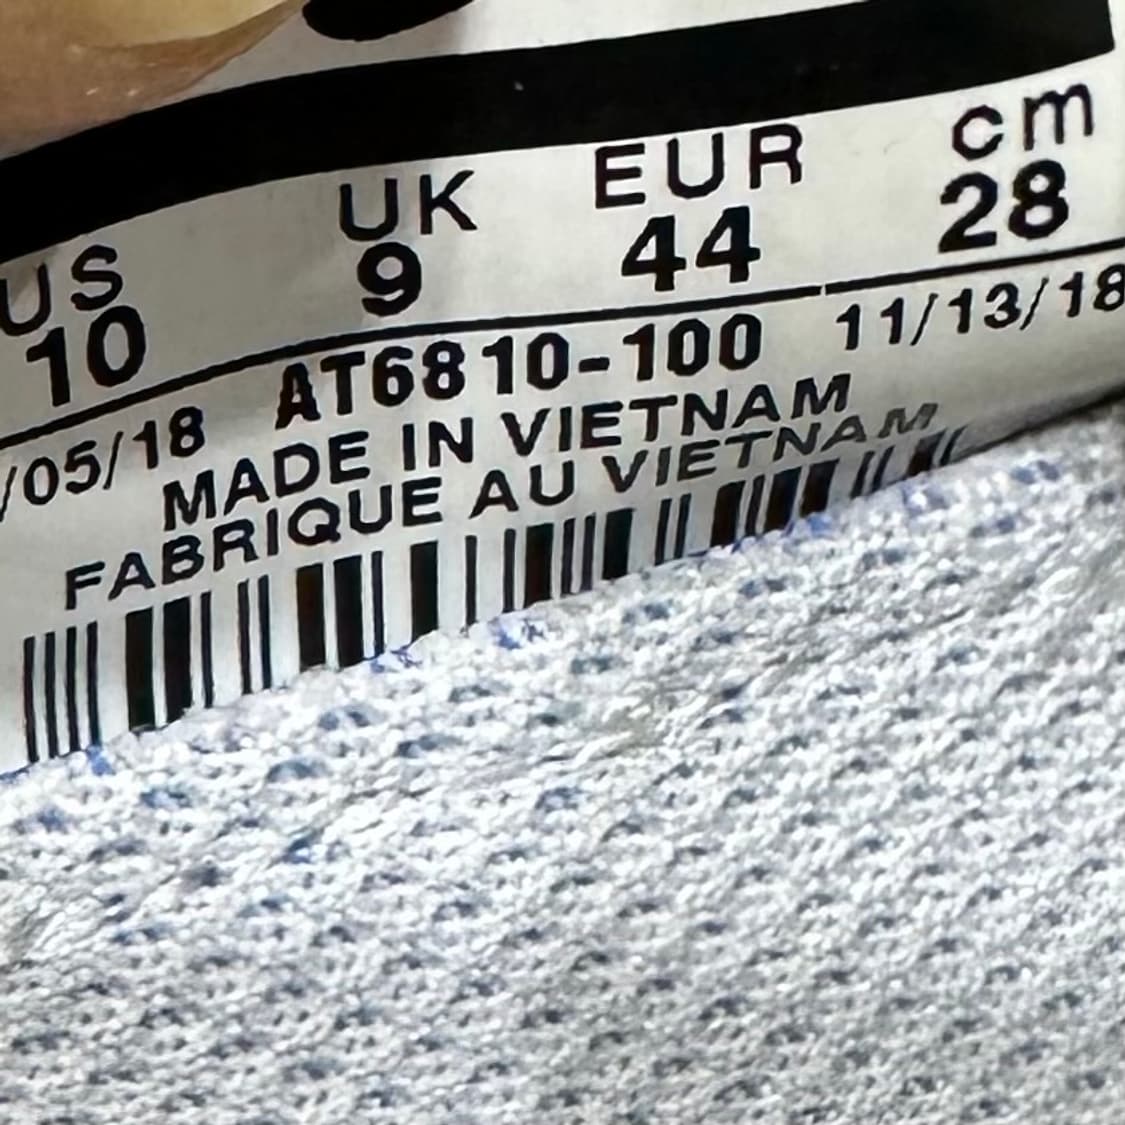 US UK EUR cm
10 9 44 28
/05/18 AT6810-100 11/13/18
MADE IN VIETNAM
FABRIQUE AU VIETNAM